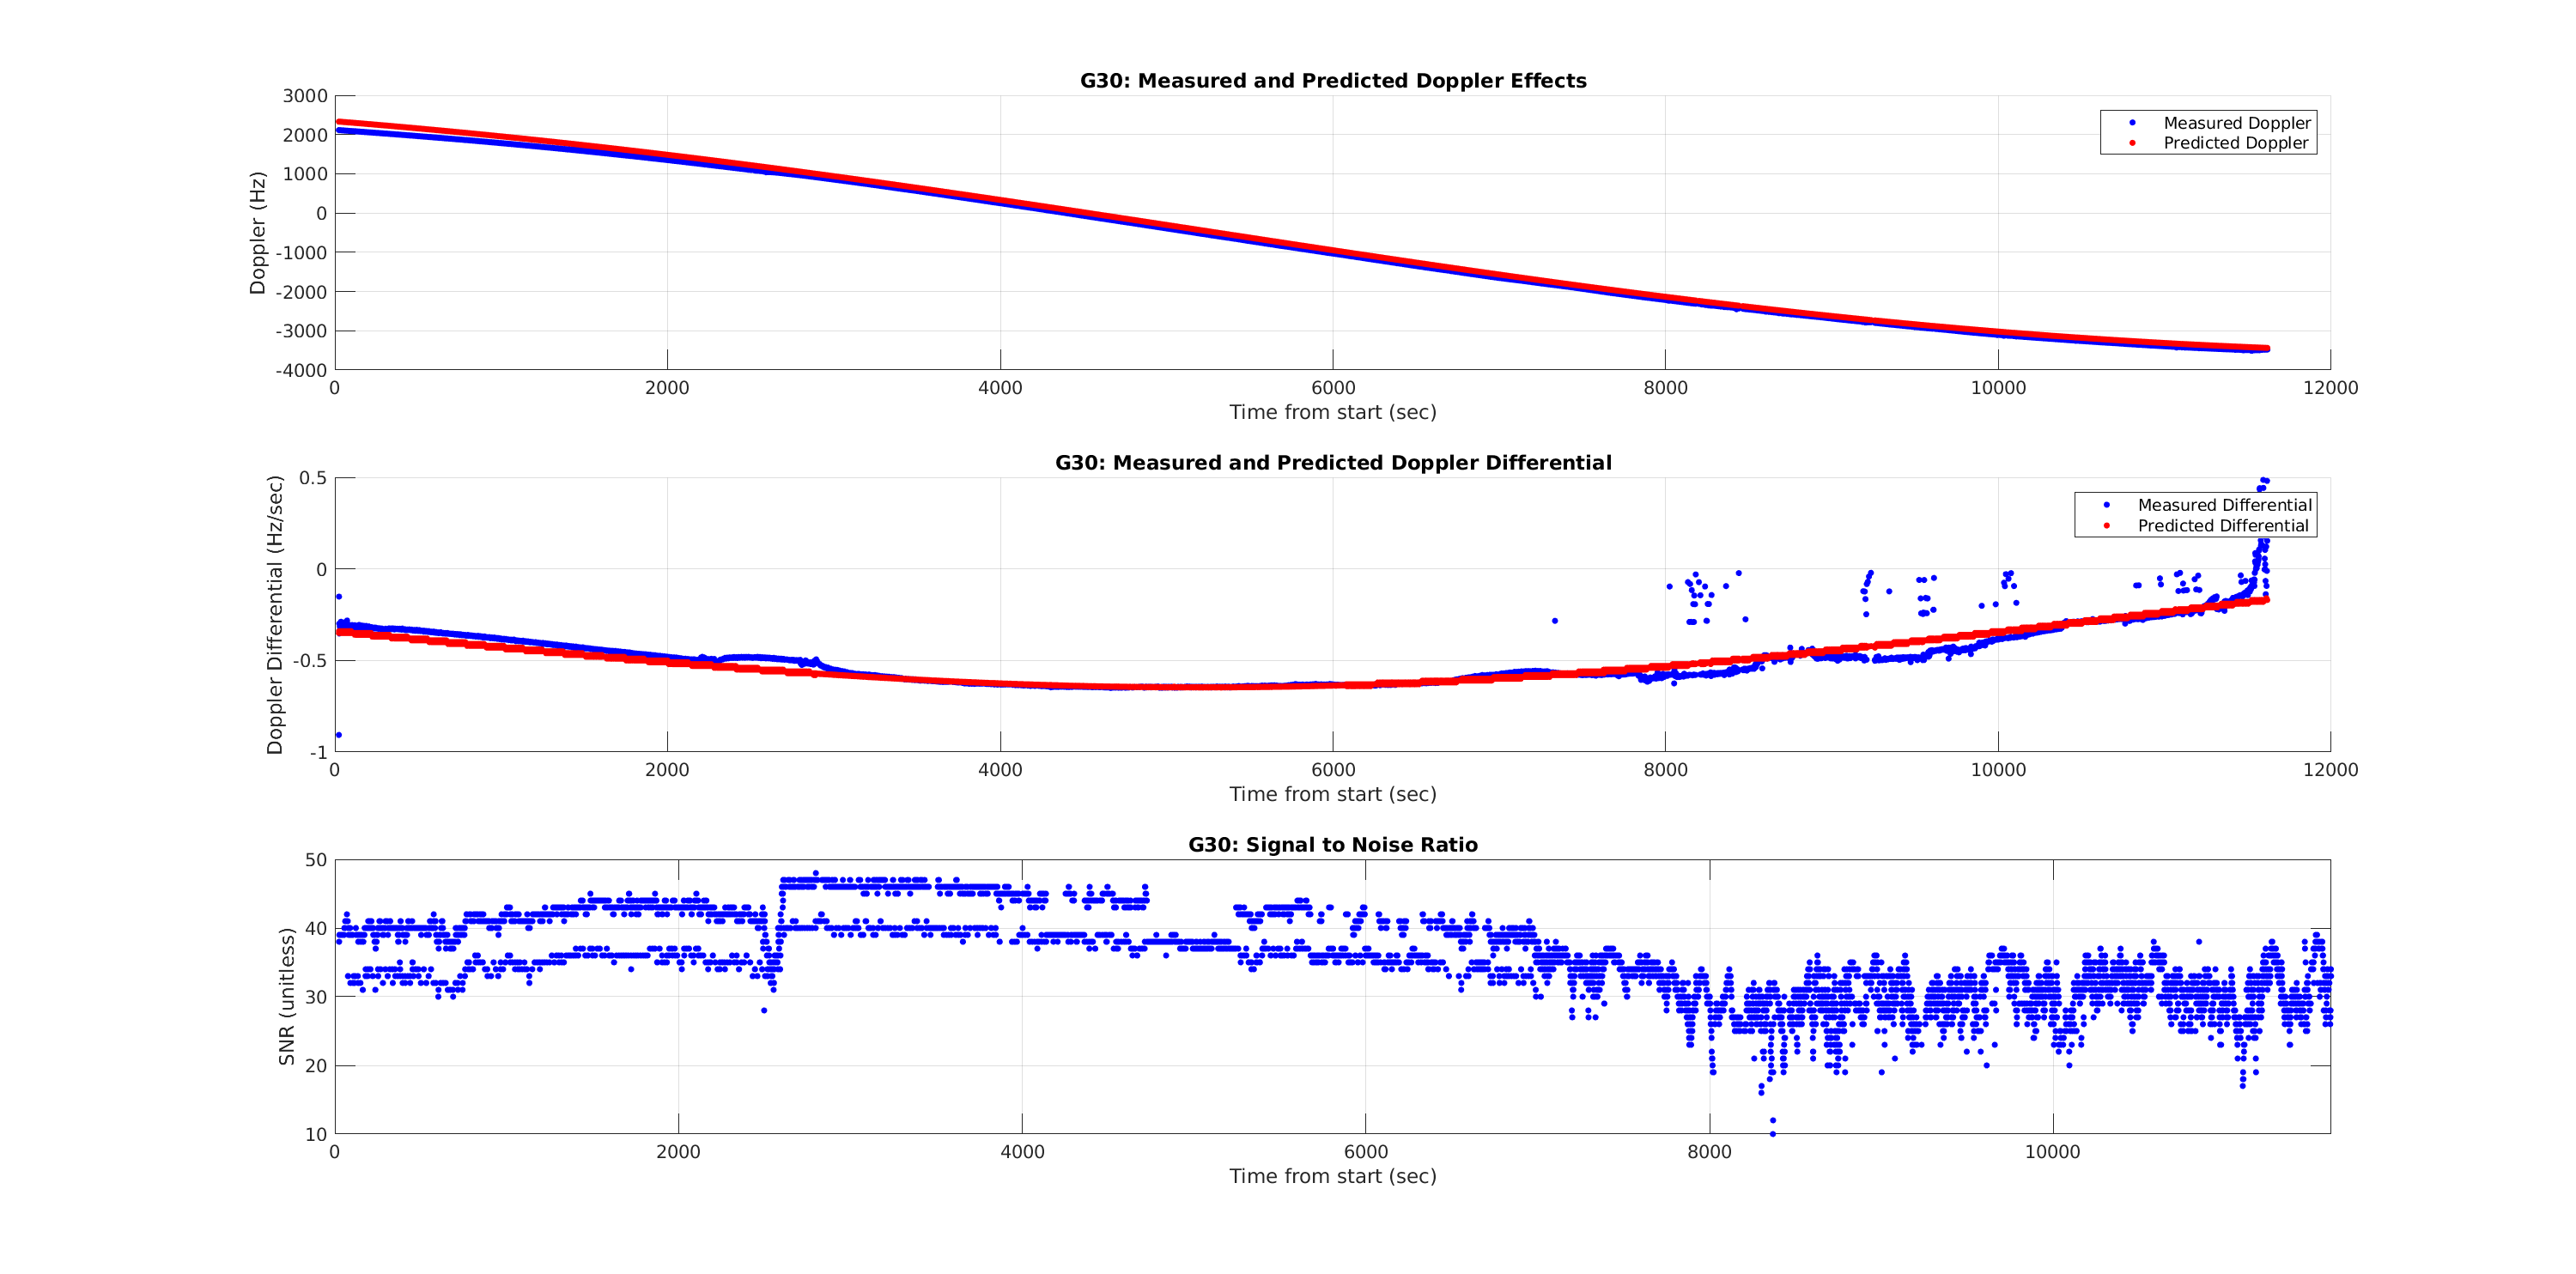 G30: Measured and Predicted Doppler Effects
Doppler (Hz)
3000
2000
1000
0
-1000
-2000
-3000
-4000
Measured Doppler
Predicted Doppler
0 2000 4000 6000 8000 10000 12000
Time from start (sec)
G30: Measured and Predicted Doppler Differential
Doppler Differential (Hz/sec)
0.5
0
-0.5
-1
Measured Differential
Predicted Differential
0 2000 4000 6000 8000 10000 12000
Time from start (sec)
G30: Signal to Noise Ratio
SNR (unitless)
50
40
30
20
10
0 2000 4000 6000 8000 10000
Time from start (sec)